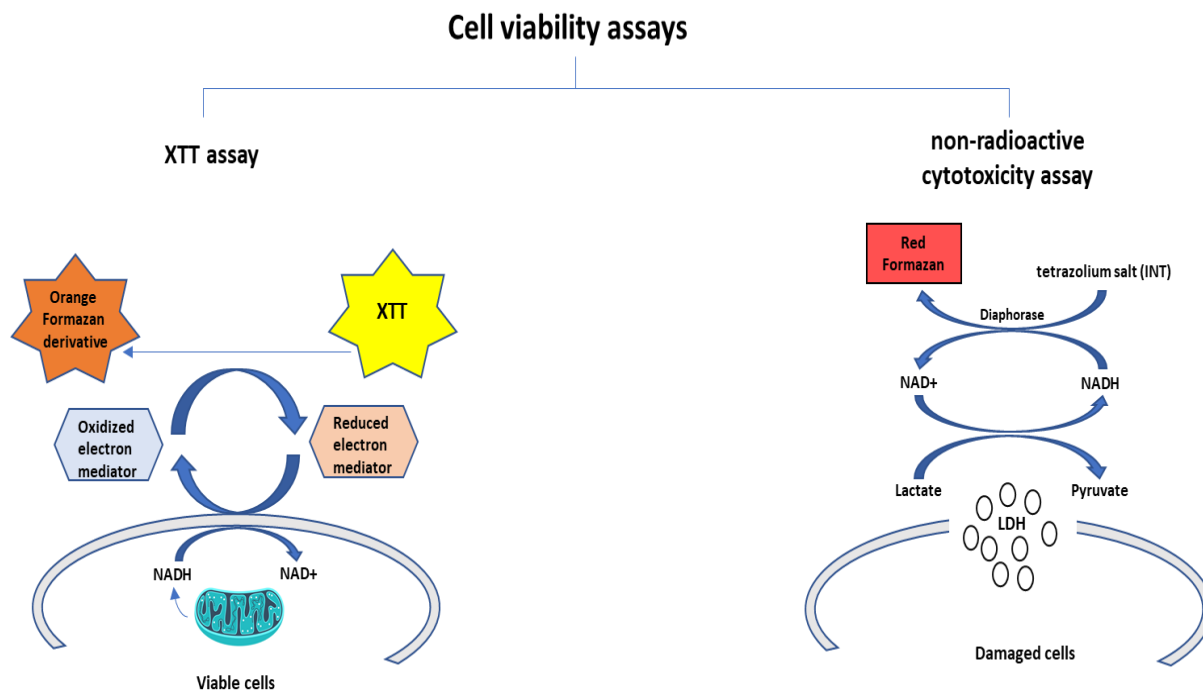 Cell viability assays
XTT assay
Orange
Formazan
derivative
XTT
Oxidized
electron
mediator
Reduced
electron
mediator
NADH
NAD+
Viable cells
non-radioactive
cytotoxicity assay
Red
Formazan
tetrazolium salt (INT)
Diaphorase
NAD+
NADH
Lactate
Pyruvate
LDH
Damaged cells